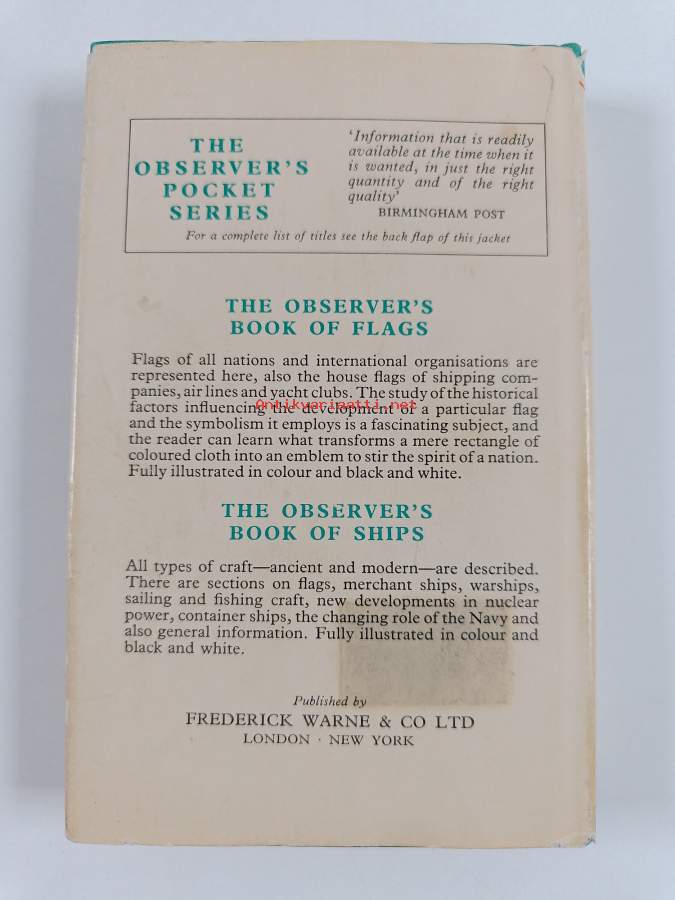 THE
OBSERVER'S
POCKET
SERIES
'Information that is readily
available at the time when it
is wanted, in just the right
quantity and of the right
quality'
BIRMINGHAM POST
For a complete list of titles see the back flap of this jacket
THE OBSERVER'S
BOOK OF FLAGS
Flags of all nations and international organisations are
represented here, also the house flags of shipping com-
panies, air lines and yacht clubs. The study of the historical
factors influencing the development of a particular flag
Antikvariaatti.net
and the symbolism it employs is a fascinating subject, and
the reader can learn what transforms a mere rectangle of
coloured cloth into an emblem to stir the spirit of a nation.
Fully illustrated in colour and black and white.
THE OBSERVER'S
BOOK OF SHIPS
All types of craft—ancient and modern—are described.
There are sections on flags, merchant ships, warships,
sailing and fishing craft, new developments in nuclear
power, container ships, the changing role of the Navy and
also general information. Fully illustrated in colour and
black and white.
Published by
FREDERICK WARNE & CO LTD
LONDON · NEW YORK